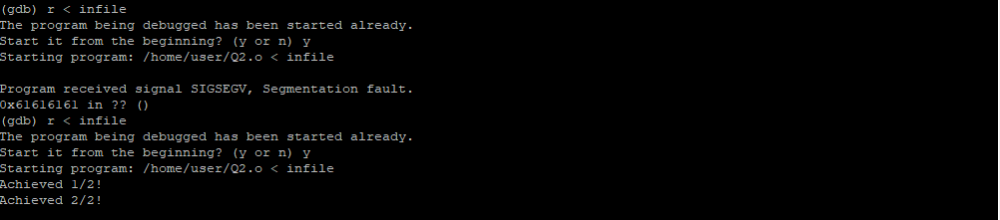 (gdb) r < infile
The program being debugged has been started already.
Start it from the beginning? (y or n) y
Starting program: /home/user/Q2.o < infile
Program received signal SIGSEGV, Segmentation fault.
0x61616161 in ?? ()
(gdb) r < infile
The program being debugged has been started already.
Start it from the beginning? (y or n) y
Starting program: /home/user/Q2.o < infile
Achieved 1/2!
Achieved 2/2!